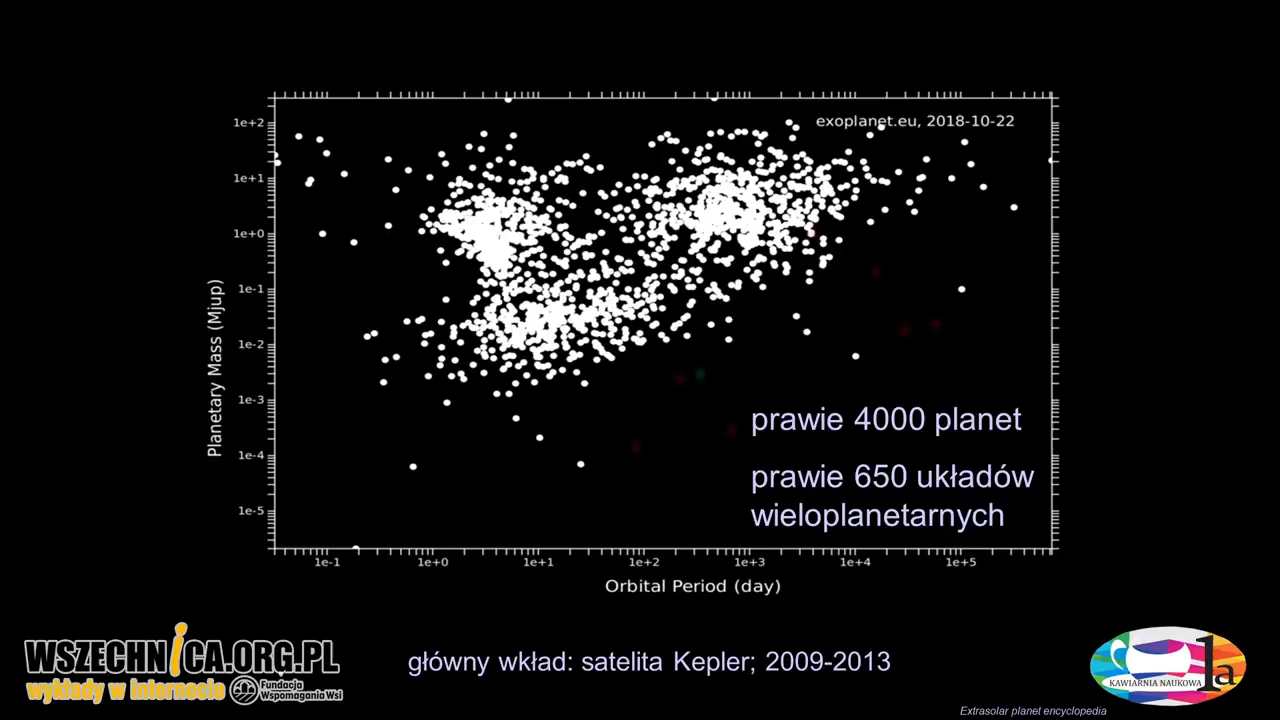 exoplanet.eu, 2018-10-22
1e+2
1e+1
1e+0
1e-1
1e-2
1e-3
1e-4
1e-5
Planetary Mass (Mjup)
prawie 4000 planet
prawie 650 układów
wieloplanetarnych
1e-1
1e+0
1e+1
1e+2
1e+3
1e+4
1e+5
Orbital Period (day)
główny wkład: satelita Kepler; 2009-2013
WSZECHNICA.ORG.PL
wykłady w internecie
Fundacja
Wspomagania Wsi
KAWIARNIA NAUKOWA 1a
Extrasolar planet encyclopedia